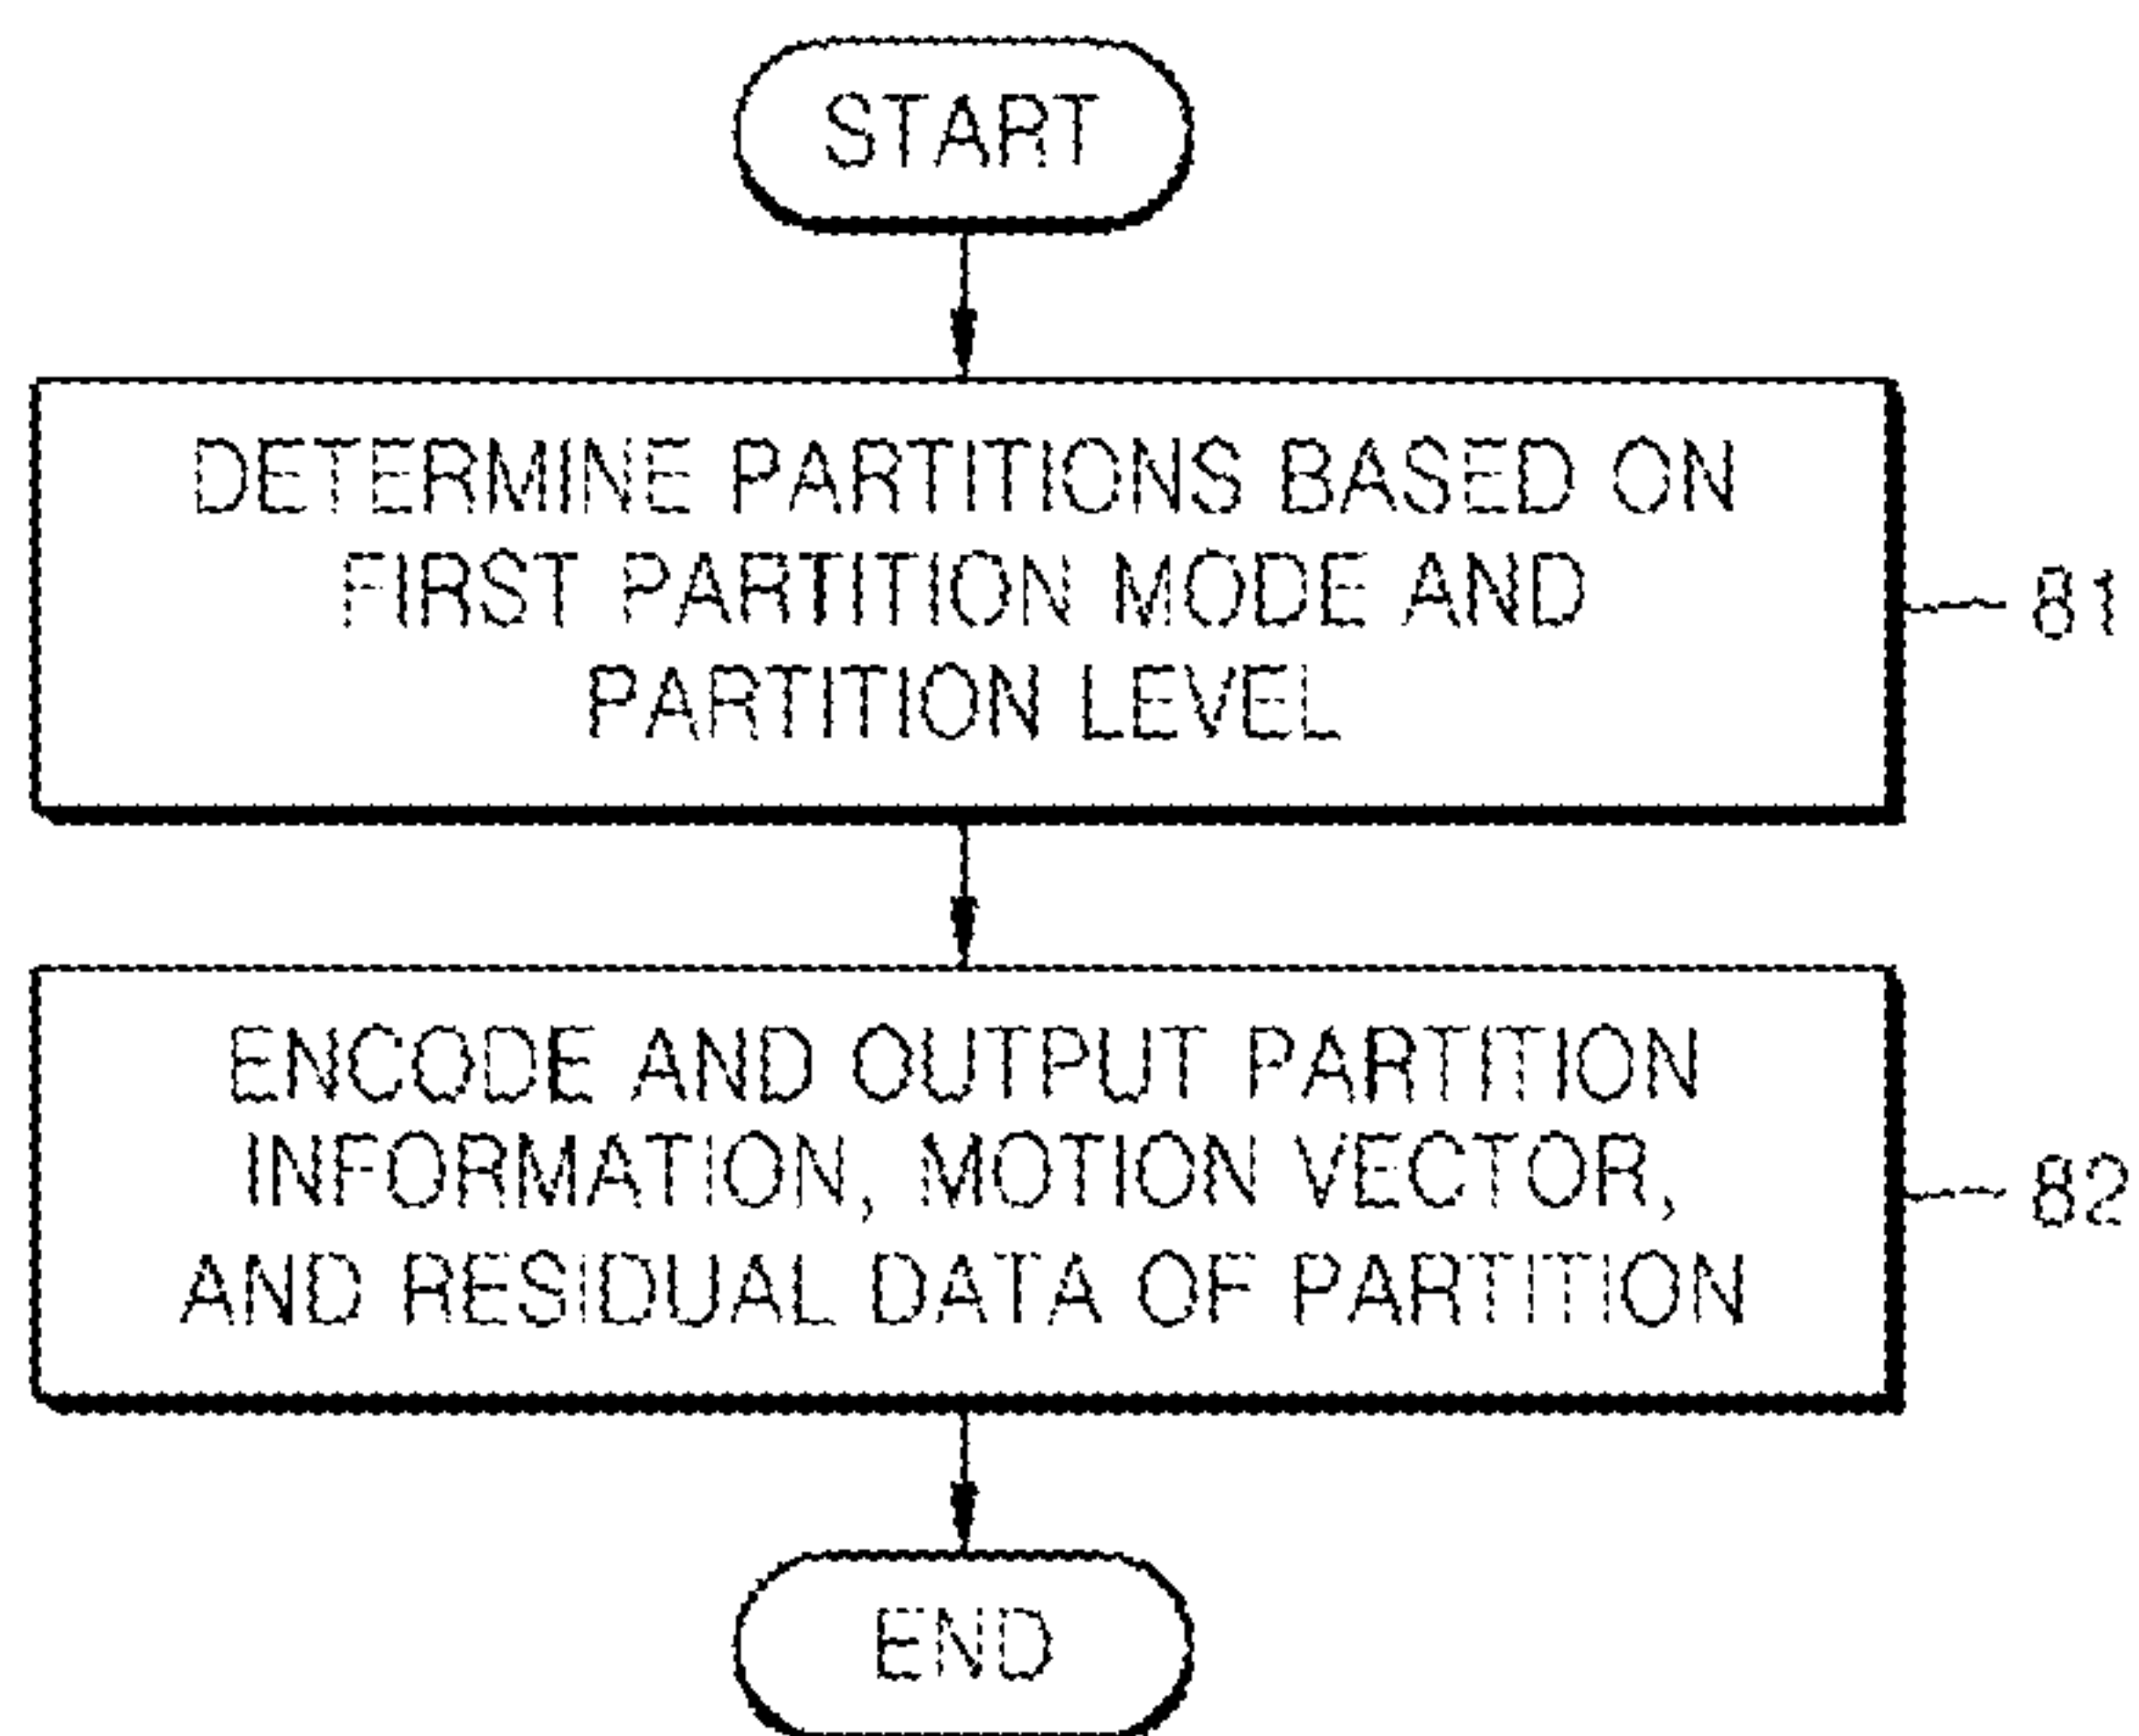 START
DETERMINE PARTITIONS BASED ON
FIRST PARTITION MODE AND
PARTITION LEVEL
81
ENCODE AND OUTPUT PARTITION
INFORMATION, MOTION VECTOR,
AND RESIDUAL DATA OF PARTITION
82
END